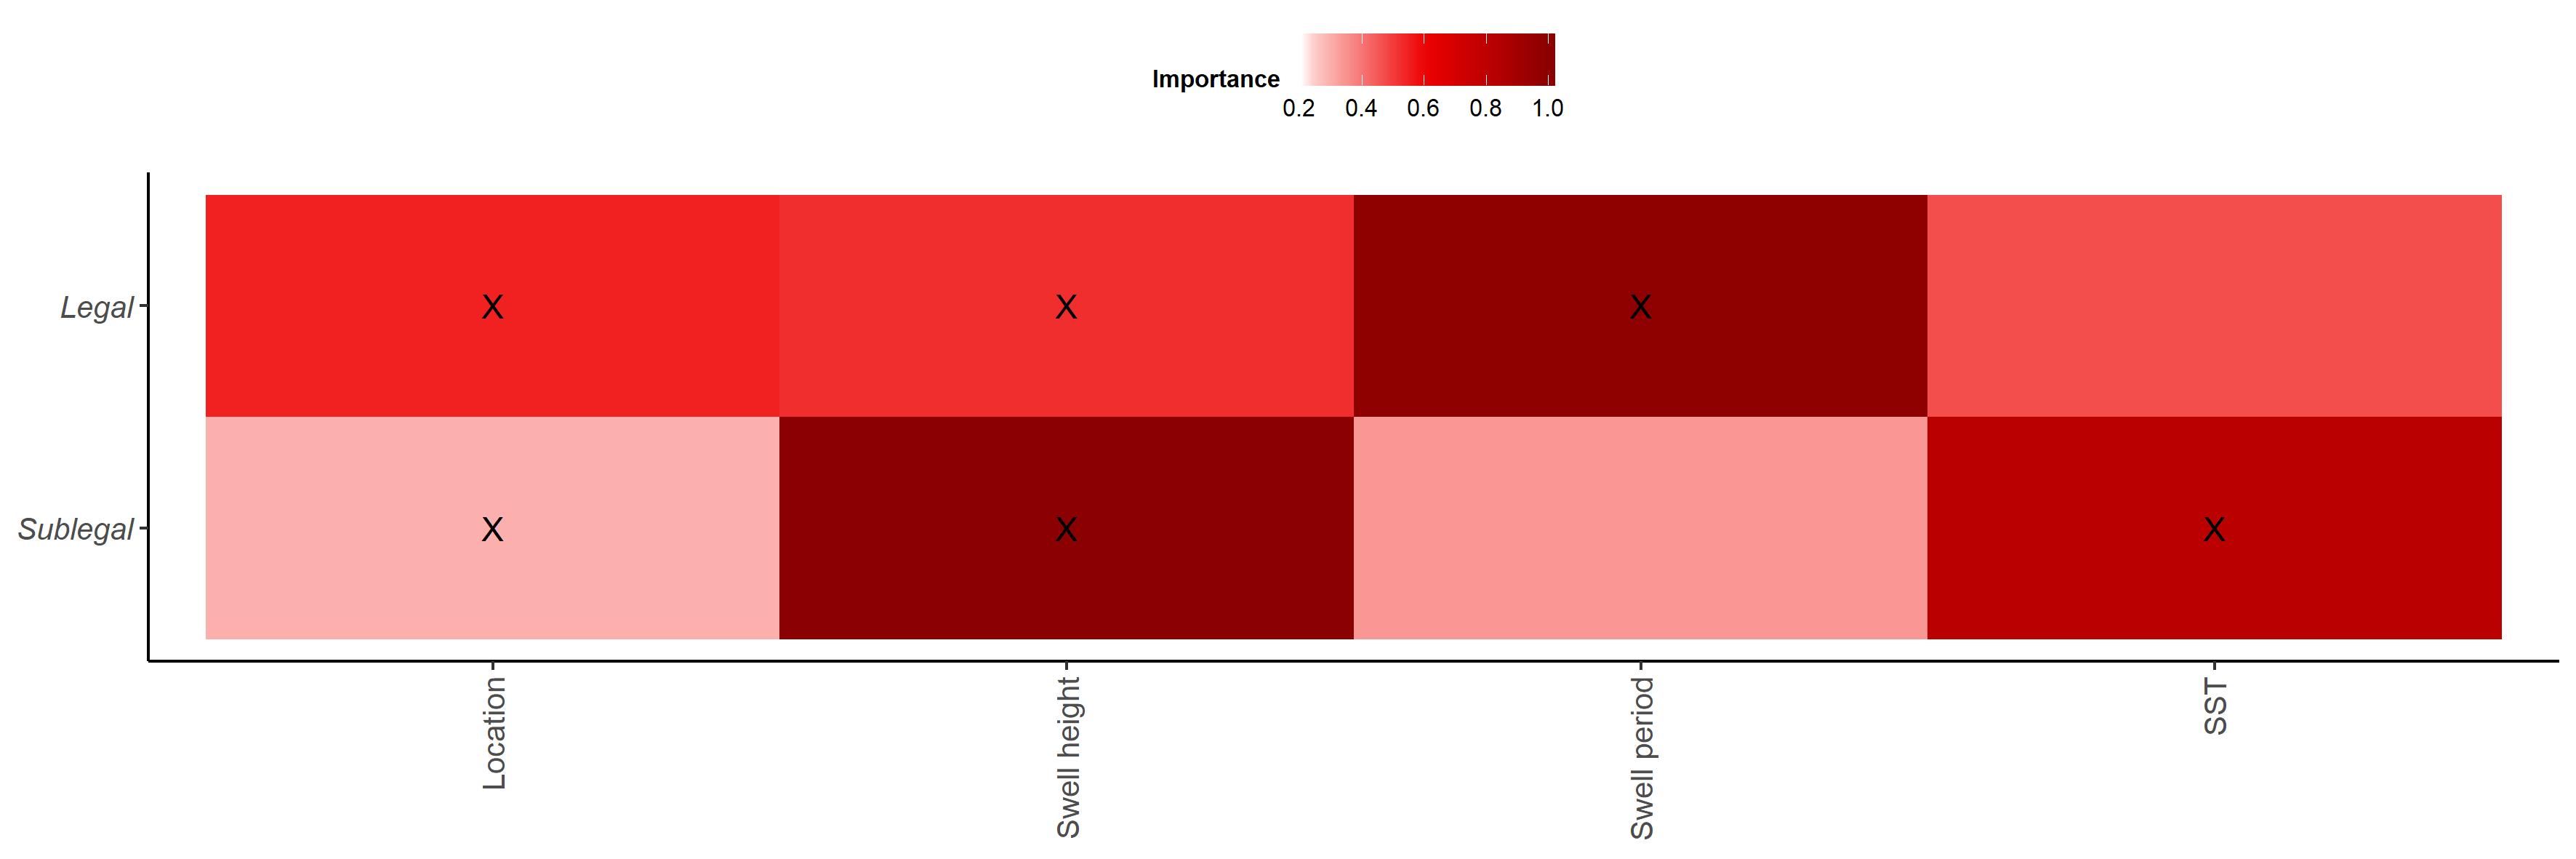 Importance
0.2 0.4 0.6 0.8 1.0
Legal
X X X
Sublegal
X X X
Location
Swell height
Swell period
SST